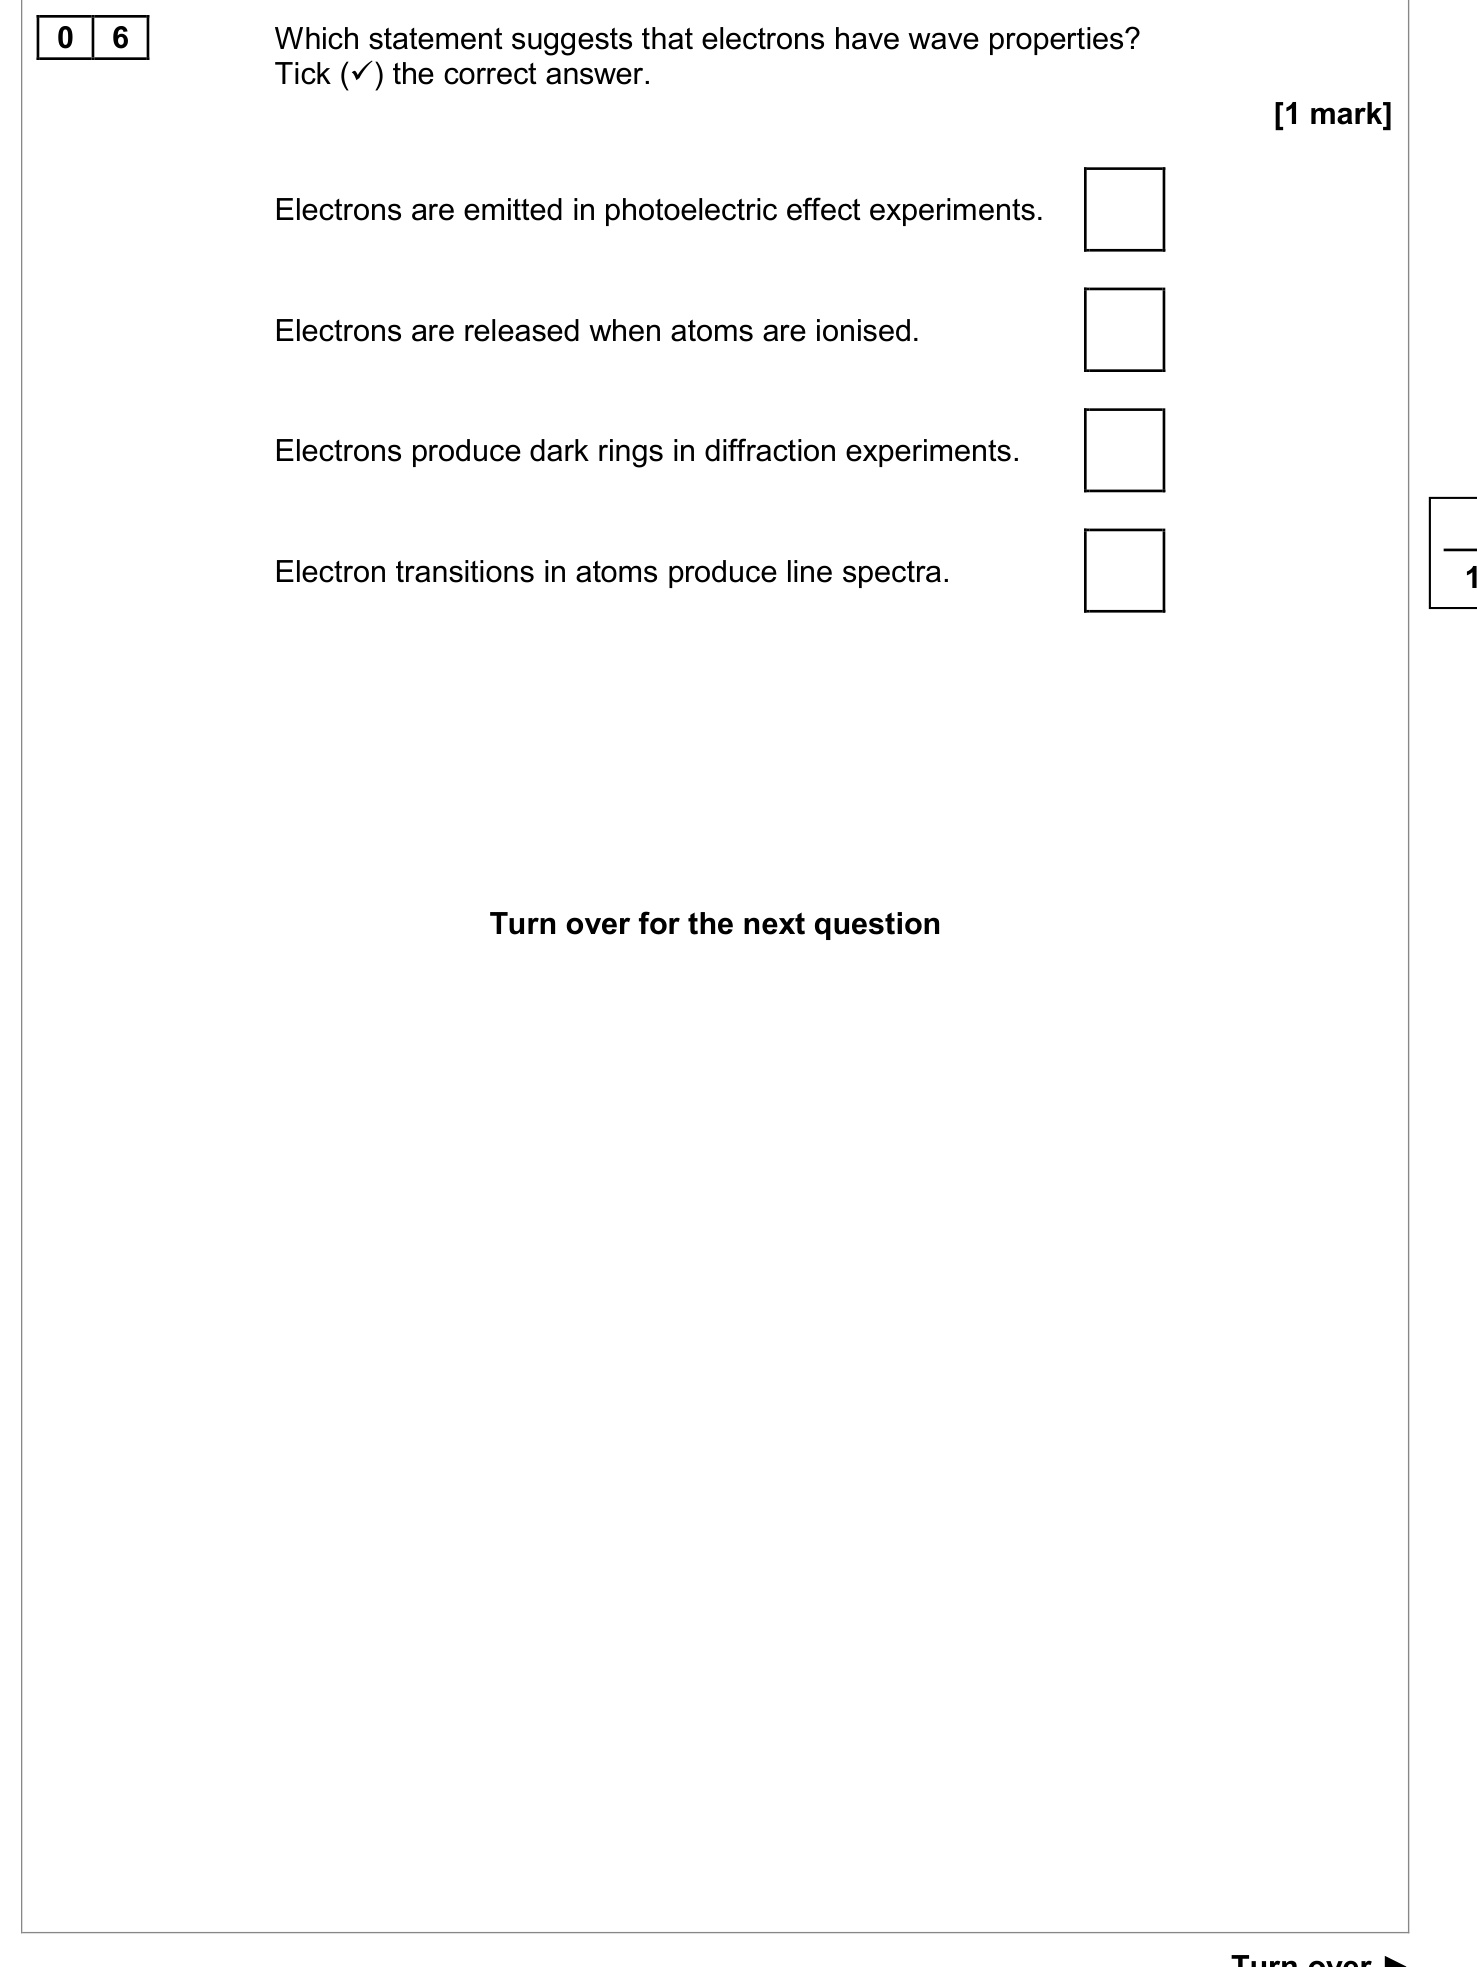 0 6
Which statement suggests that electrons have wave properties?
Tick (✓) the correct answer.
[1 mark]
Electrons are emitted in photoelectric effect experiments.
Electrons are released when atoms are ionised.
Electrons produce dark rings in diffraction experiments.
Electron transitions in atoms produce line spectra.
1
Turn over for the next question
Turn over ►